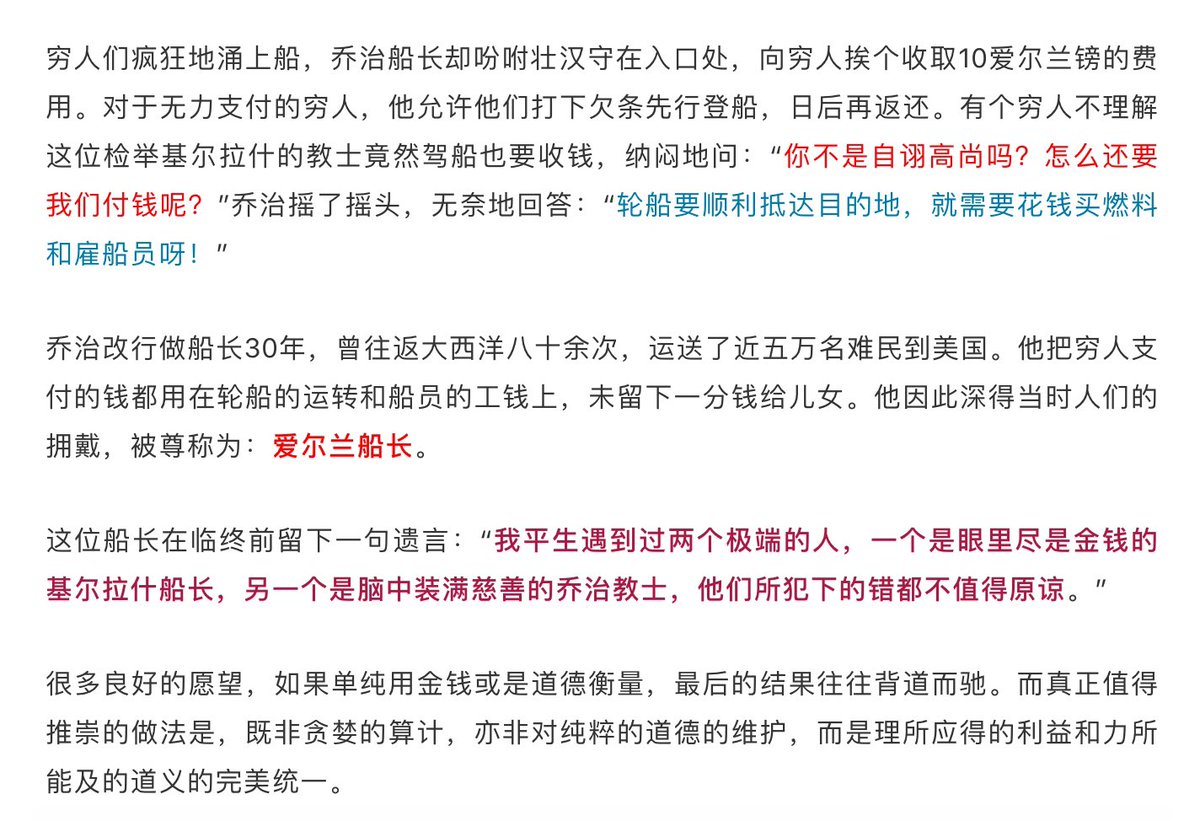 穷人们疯狂地涌上船，乔治船长却吩咐壮汉守在入口处，向穷人挨个收取10爱尔兰镑的费
用。对于无力支付的穷人，他允许他们打下欠条先行登船，日后再返还。有个穷人不理解
这位检举基尔拉什的教士竟然驾船也要收钱，纳闷地问：“你不是自诩高尚吗？怎么还要
我们付钱呢？”乔治摇了摇头，无奈地回答：“轮船要顺利抵达目的地，就需要花钱买燃料
和雇船员呀！”
乔治改行做船长30年，曾往返大西洋八十余次，运送了近五万名难民到美国。他把穷人支
付的钱都用在轮船的运转和船员的工钱上，未留下一分钱给儿女。他因此深得当时人们的
拥戴，被尊称为：爱尔兰船长。
这位船长在临终前留下一句遗言：“我平生遇到过两个极端的人，一个是眼里尽是金钱的
基尔拉什船长，另一个是脑中装满慈善的乔治教士，他们所犯下的错都不值得原谅。”
很多良好的愿望，如果单纯用金钱或是道德衡量，最后的结果往往背道而驰。而真正值得
推崇的做法是，既非贪婪的算计，亦非对纯粹的道德的维护，而是理所应得的利益和力所
能及的道义的完美统一。